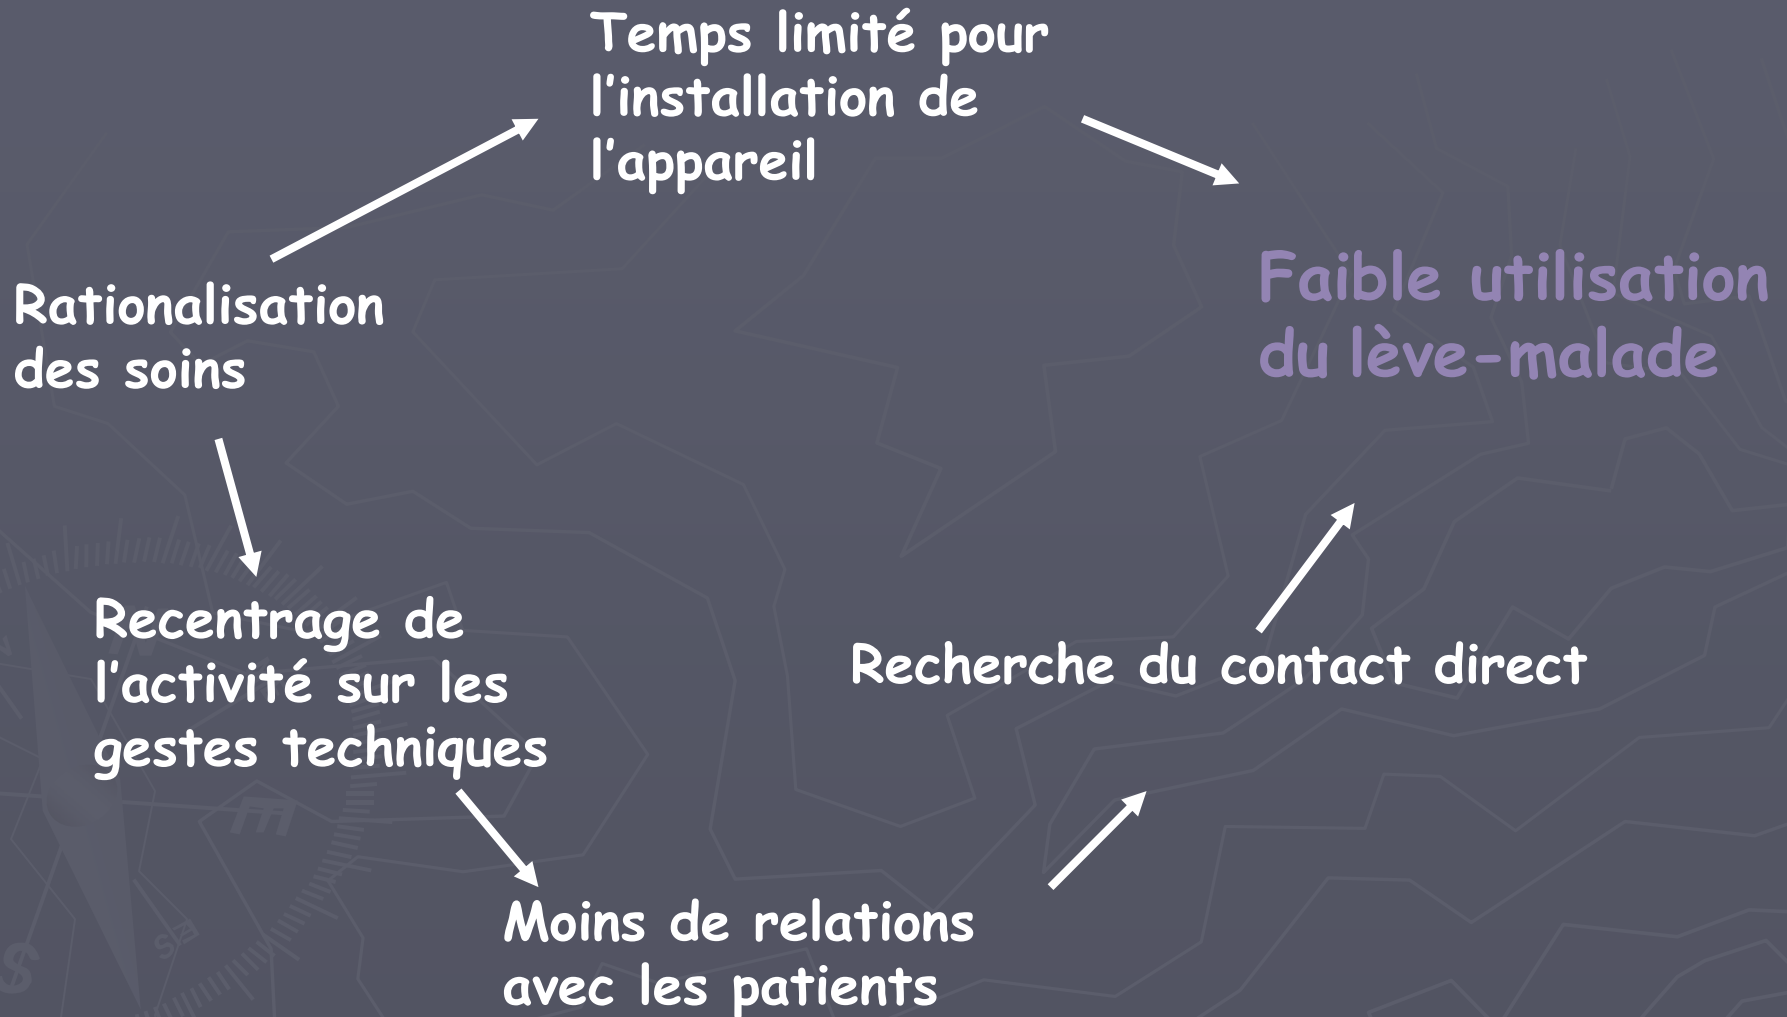 Temps limité pour
l'installation de
l'appareil
Rationalisation
des soins
Faible utilisation
du lève-malade
Recentrage de
l'activité sur les
gestes techniques
Recherche du contact direct
Moins de relations
avec les patients
E
S